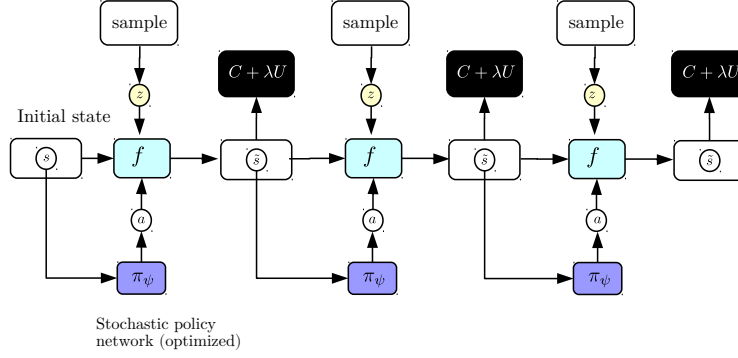 sample
sample
sample
C + λU
C + λU
C + λU
z
z
z
Initial state
s
f
s̃
f
s̃
f
s̃
a
a
a
π_ψ
π_ψ
π_ψ
Stochastic policy
network (optimized)